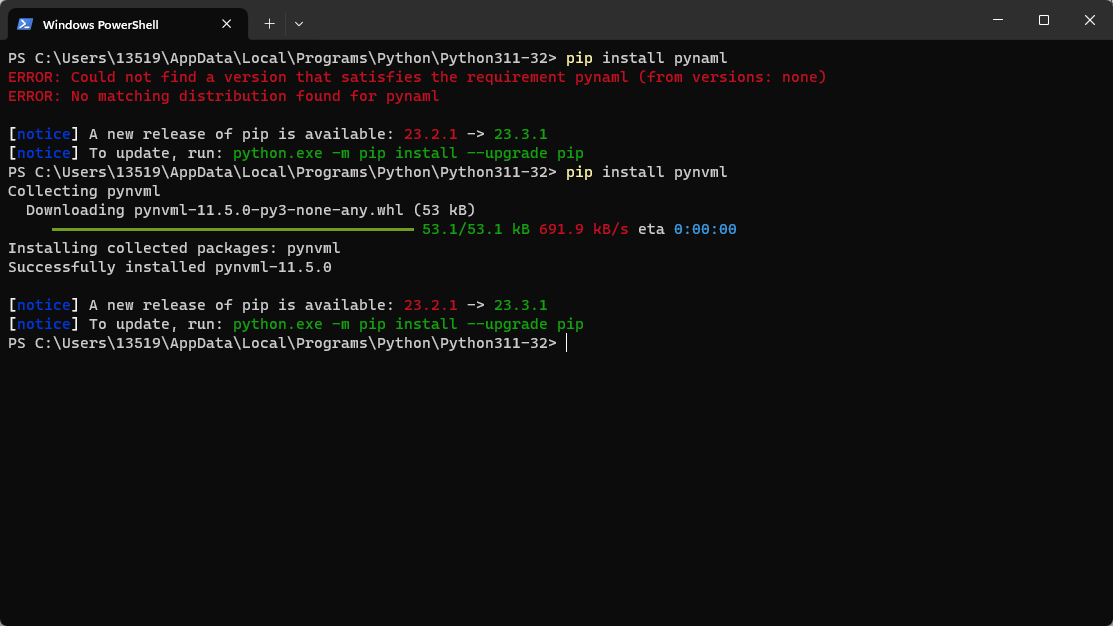 Windows PowerShell
PS C:\Users\13519\AppData\Local\Programs\Python\Python311-32> pip install pynaml
ERROR: Could not find a version that satisfies the requirement pynaml (from versions: none)
ERROR: No matching distribution found for pynaml
[notice] A new release of pip is available: 23.2.1 -> 23.3.1
[notice] To update, run: python.exe -m pip install --upgrade pip
PS C:\Users\13519\AppData\Local\Programs\Python\Python311-32> pip install pynvml
Collecting pynvml
  Downloading pynvml-11.5.0-py3-none-any.whl (53 kB)
53.1/53.1 kB 691.9 kB/s eta 0:00:00
Installing collected packages: pynvml
Successfully installed pynvml-11.5.0
[notice] A new release of pip is available: 23.2.1 -> 23.3.1
[notice] To update, run: python.exe -m pip install --upgrade pip
PS C:\Users\13519\AppData\Local\Programs\Python\Python311-32>